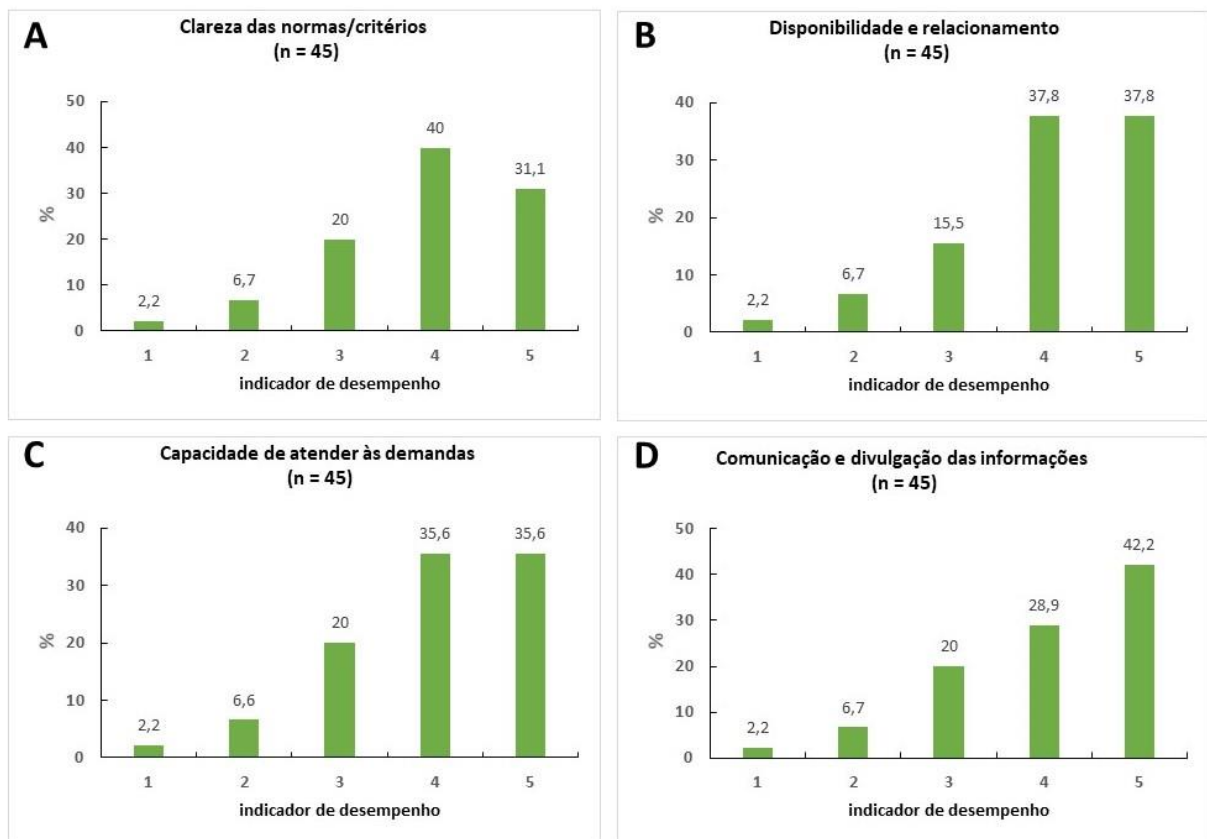 A
Clareza das normas/critérios
(n = 45)
50
40
30
20
10
0
%
2,2
6,7
20
40
31,1
1 2 3 4 5
indicador de desempenho
B
Disponibilidade e relacionamento
(n = 45)
40
30
20
10
0
%
2,2
6,7
15,5
37,8
37,8
1 2 3 4 5
indicador de desempenho
C
Capacidade de atender às demandas
(n = 45)
40
30
20
10
0
%
2,2
6,6
20
35,6
35,6
1 2 3 4 5
indicador de desempenho
D
Comunicação e divulgação das informações
(n = 45)
50
40
30
20
10
0
%
2,2
6,7
20
28,9
42,2
1 2 3 4 5
indicador de desempenho